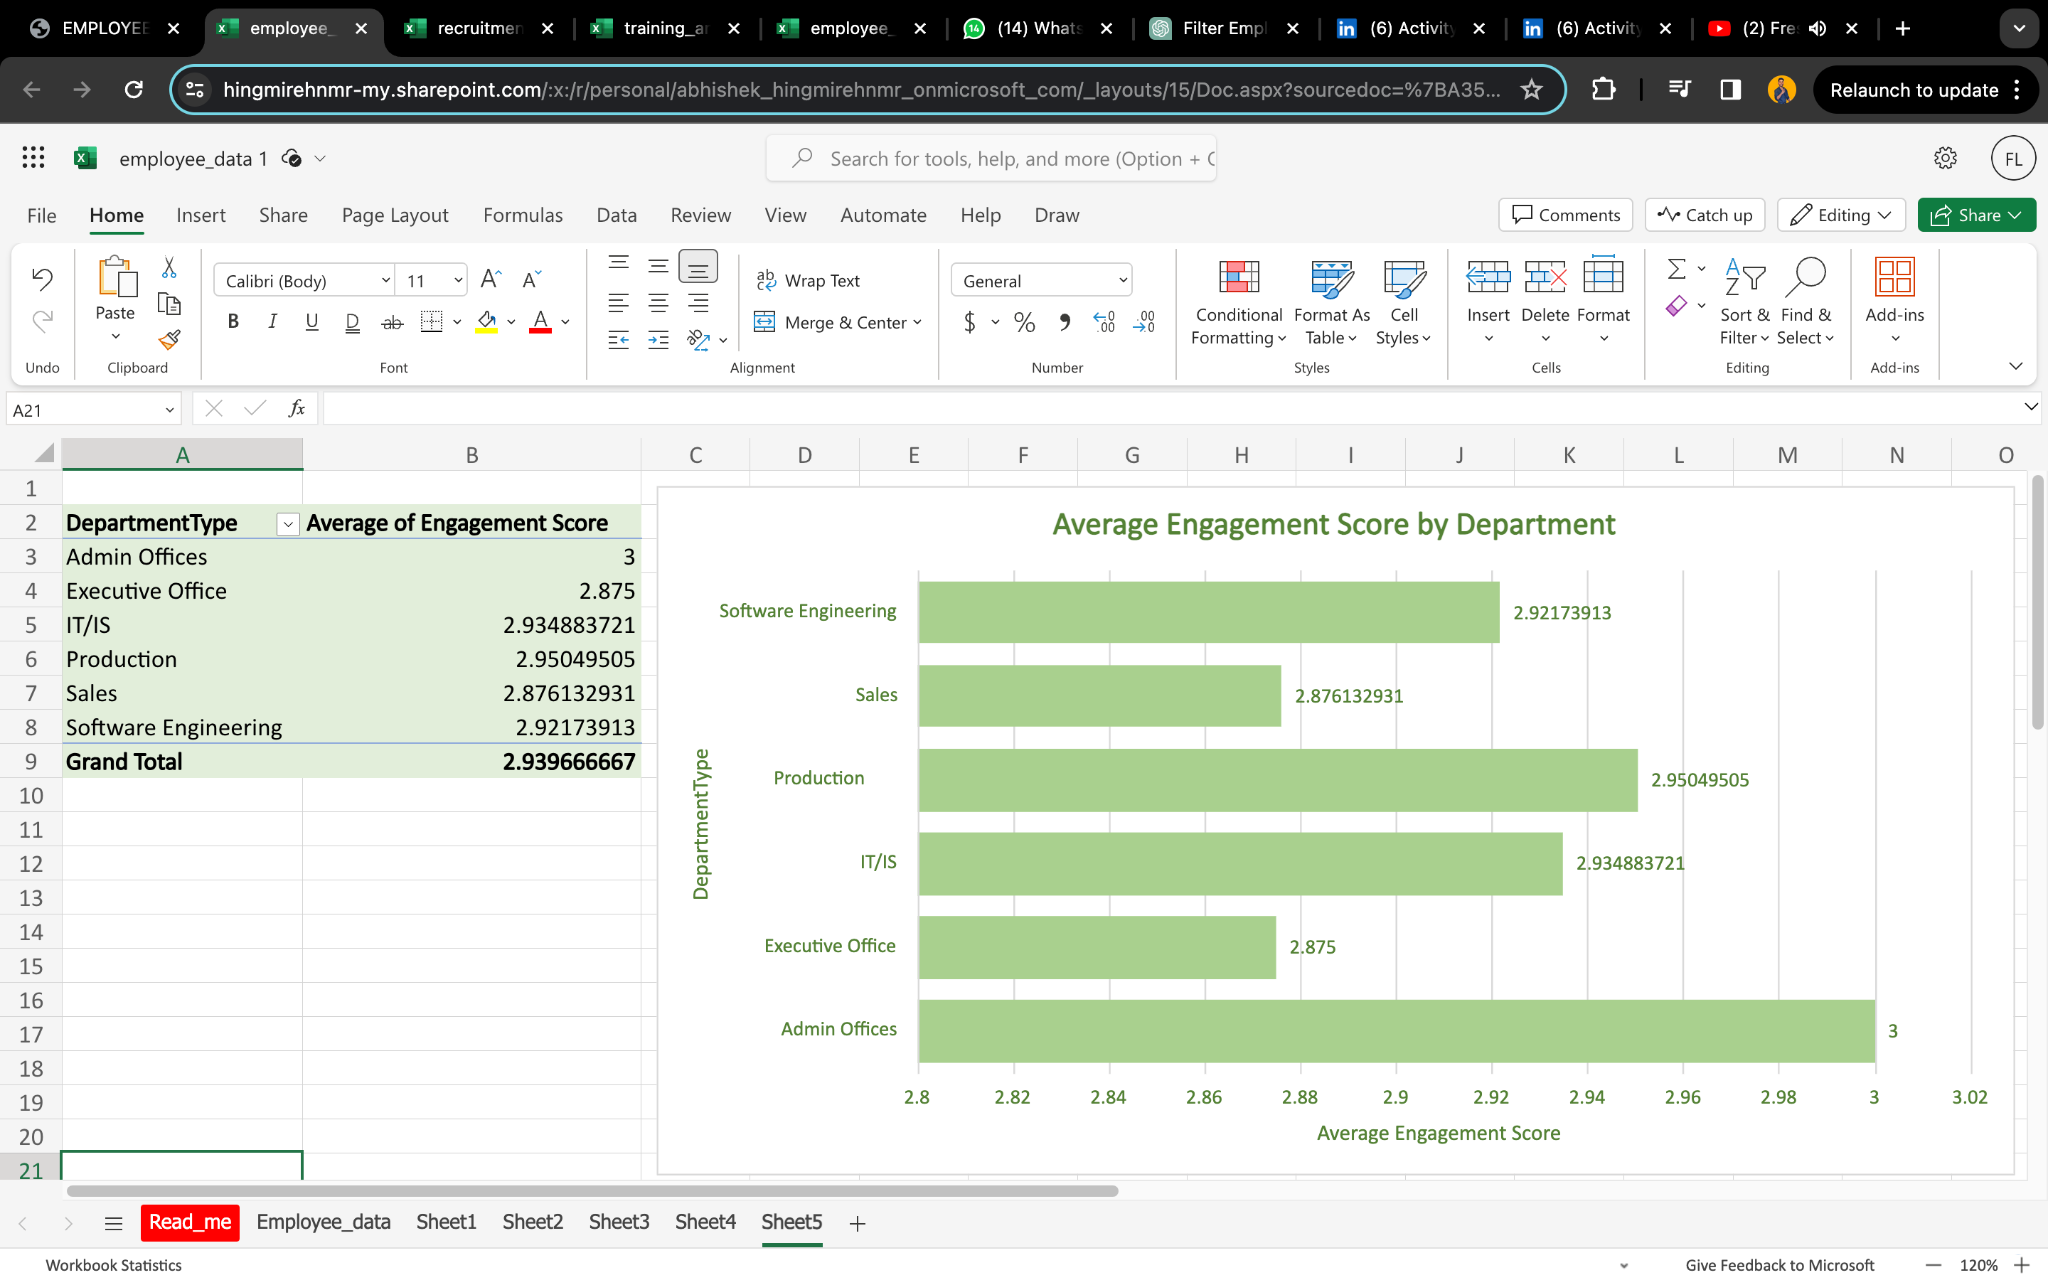 EMPLOYEE
employee_
recruitmen
training_ar
employee_
(14) Whats
Filter Empl
(6) Activity
(6) Activity
(2) Fre
hingmirehnmr-my.sharepoint.com/:x:/r/personal/abhishek_hingmirehnmr_onmicrosoft_com/_layouts/15/Doc.aspx?sourcedoc=%7BA35...
Relaunch to update
employee_data 1
Search for tools, help, and more (Option +
FL
File Home Insert Share Page Layout Formulas Data Review View Automate Help Draw
Comments Catch up Editing Share
Paste
Calibri (Body) 11
Wrap Text
Merge & Center
General
Conditional Formatting
Format As Table
Cell Styles
Insert Delete Format
Sort & Filter
Find & Select
Add-ins
Undo Clipboard Font Alignment Number Styles Cells Editing Add-ins
A21
fx
A B C D E F G H I J K L M N O
1
2 DepartmentType Average of Engagement Score
3 Admin Offices 3
4 Executive Office 2.875
5 IT/IS 2.934883721
6 Production 2.95049505
7 Sales 2.876132931
8 Software Engineering 2.92173913
9 Grand Total 2.939666667
10
11
12
13
14
15
16
17
18
19
20
21
Average Engagement Score by Department
DepartmentType
Software Engineering 2.92173913
Sales 2.876132931
Production 2.95049505
IT/IS 2.934883721
Executive Office 2.875
Admin Offices 3
2.8 2.82 2.84 2.86 2.88 2.9 2.92 2.94 2.96 2.98 3 3.02
Average Engagement Score
Read_me Employee_data Sheet1 Sheet2 Sheet3 Sheet4 Sheet5
Workbook Statistics
Give Feedback to Microsoft
120%